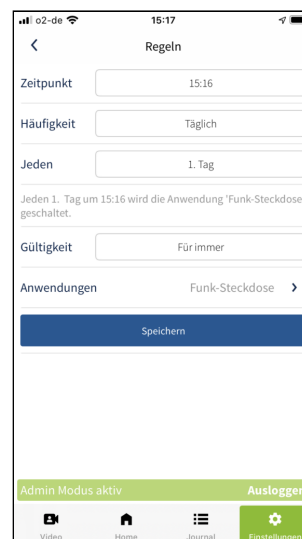 o2-de 15:17
Regeln
Zeitpunkt 15:16
Häufigkeit Täglich
Jeden 1. Tag
Jeden 1. Tag um 15:16 wird die Anwendung 'Funk-Steckdose
geschaltet.
Gültigkeit Für immer
Anwendungen Funk-Steckdose
Speichern
Admin Modus aktiv Ausloggen
Video Home Journal Einstellungen